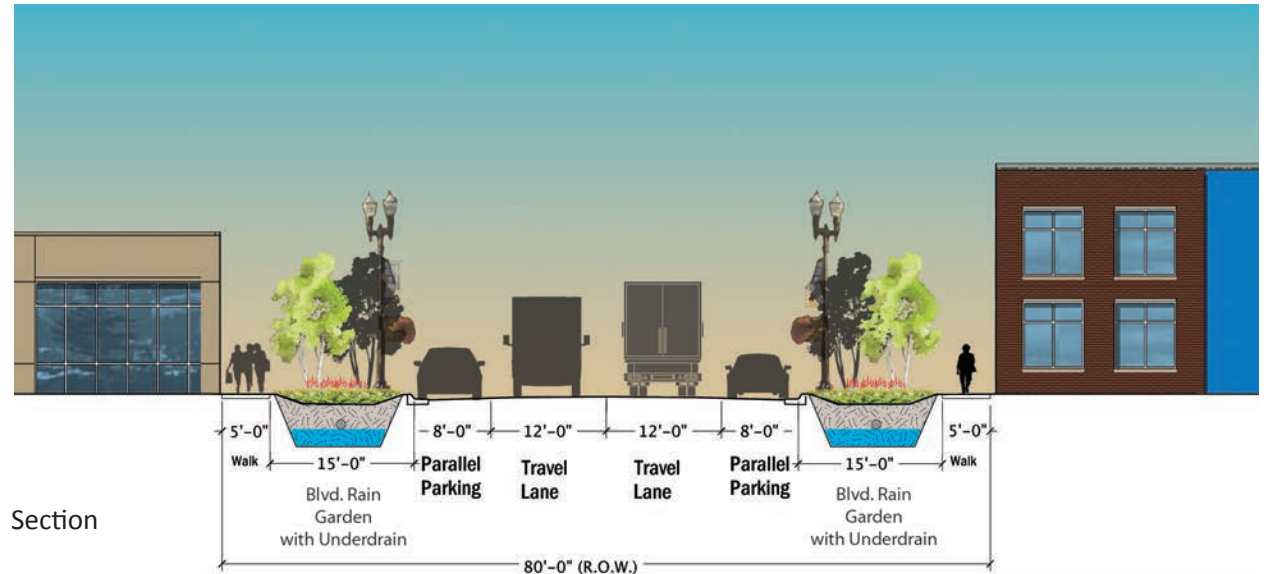 5'-0"
8'-0"
12'-0"
12'-0"
8'-0"
5'-0"
Walk
15'-0"
Parallel
Parking
Travel
Lane
Travel
Lane
Parallel
Parking
15'-0"
Walk
Blvd. Rain
Garden
with Underdrain
Blvd. Rain
Garden
with Underdrain
Section
80'-0" (R.O.W.)